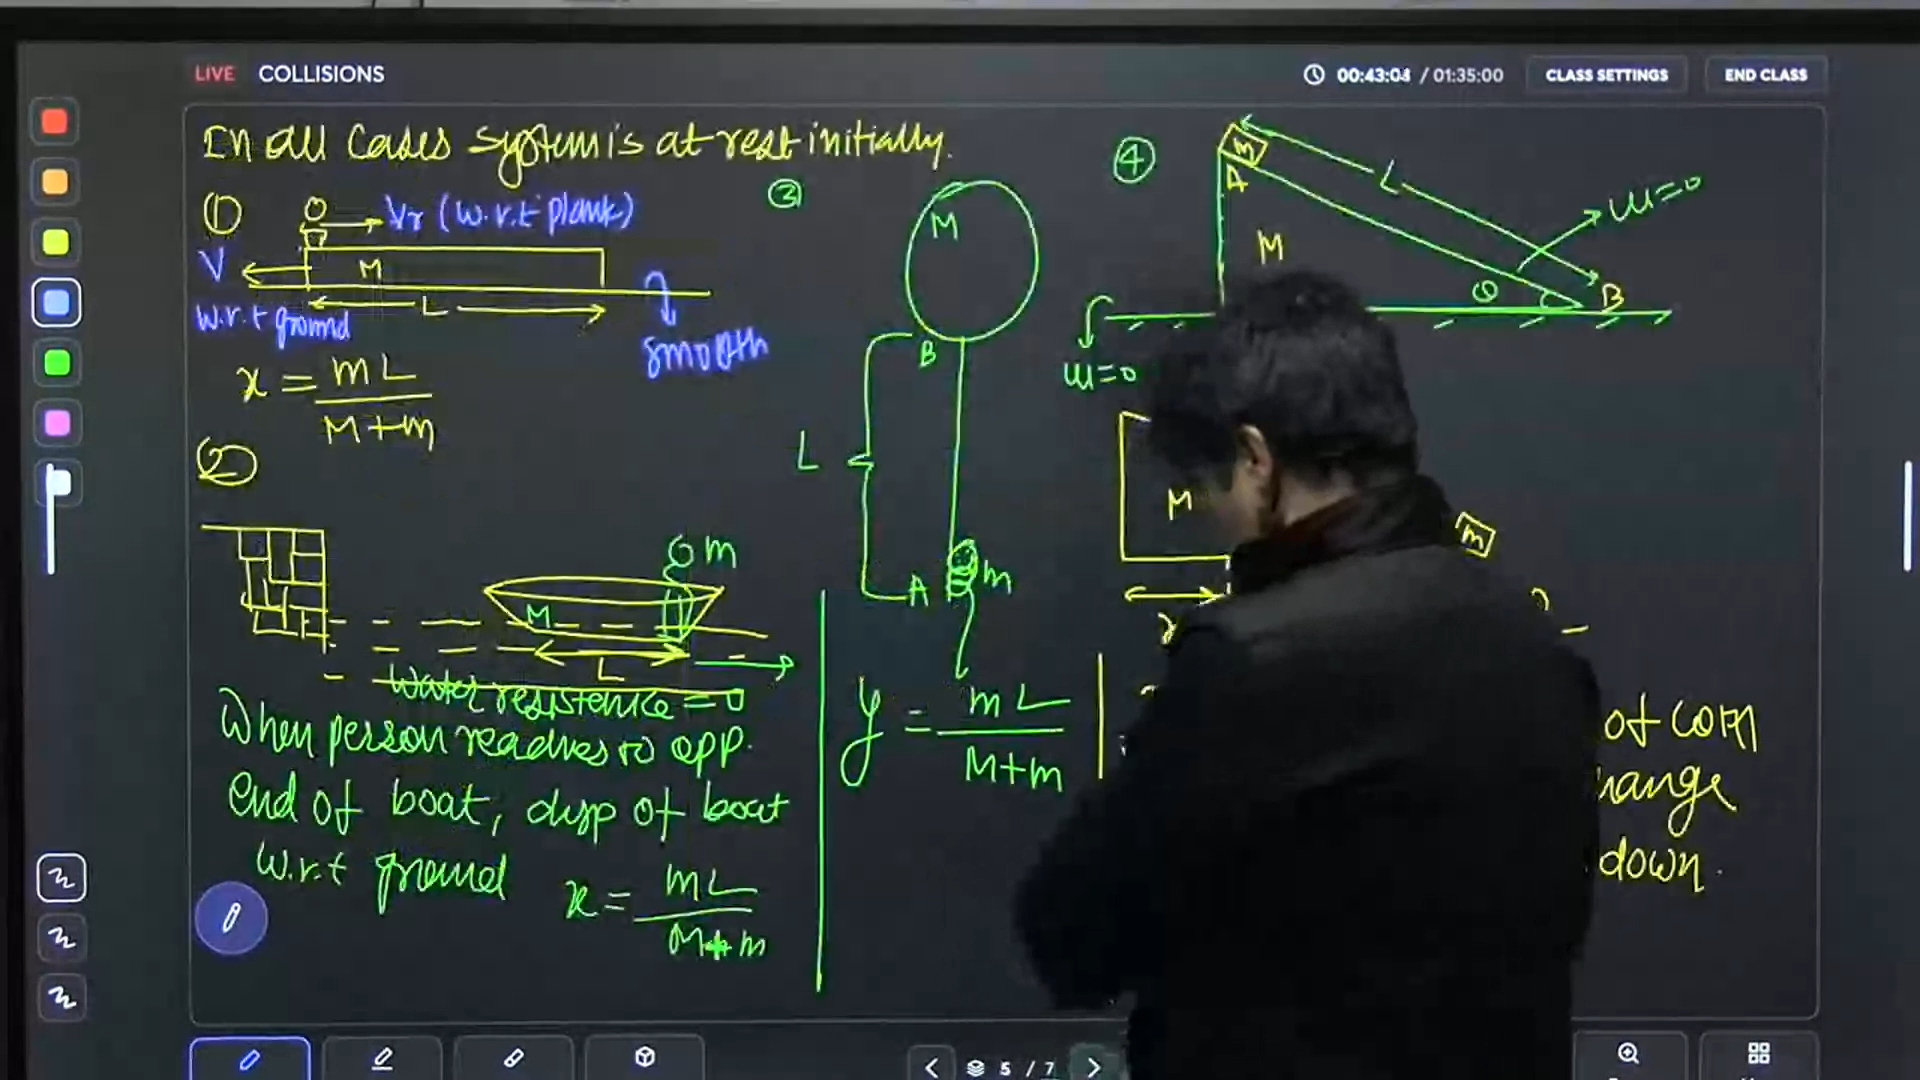 LIVE COLLISIONS
00:43:04 / 01:35:00
CLASS SETTINGS
END CLASS
In all Cases system is at rest initially.
①
Vr (w.r.t plank)
V
M
w.r.t ground
L
smooth
x = mL / M+m
②
m
M
L
Water resistence = 0
When person reaches to opp.
end of boat, disp of boat
w.r.t ground x = mL / M+m
③
M
B
L
A
m
y = mL / M+m
④
m
A
L
M
θ
B
μ=0
μ=0
M
m
of COM
down.
5 / 7